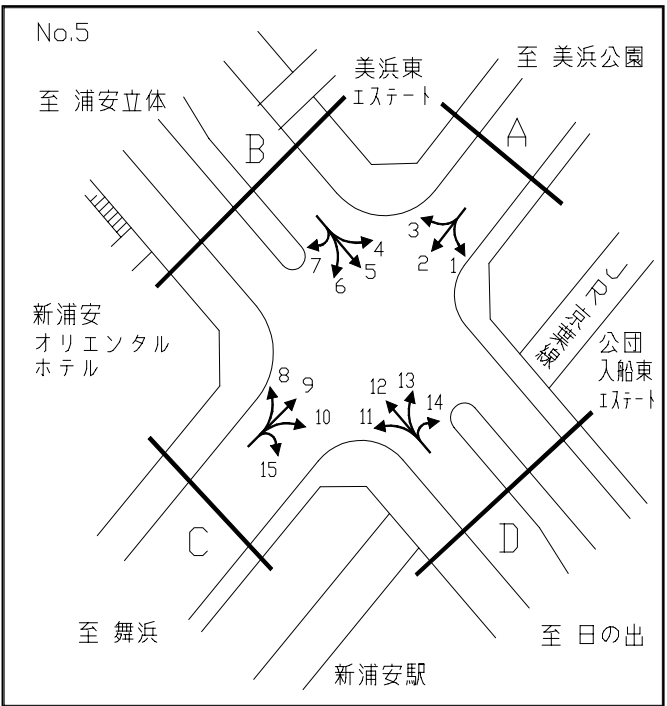 No.5
至 美浜公園
美浜東
エステート
至 浦安立体
A
B
3
2
1
4
5
6
7
JR京葉線
新浦安
オリエンタル
ホテル
公団
入船東
エステート
8
9
10
15
11
12
13
14
C
D
至 舞浜
至 日の出
新浦安駅